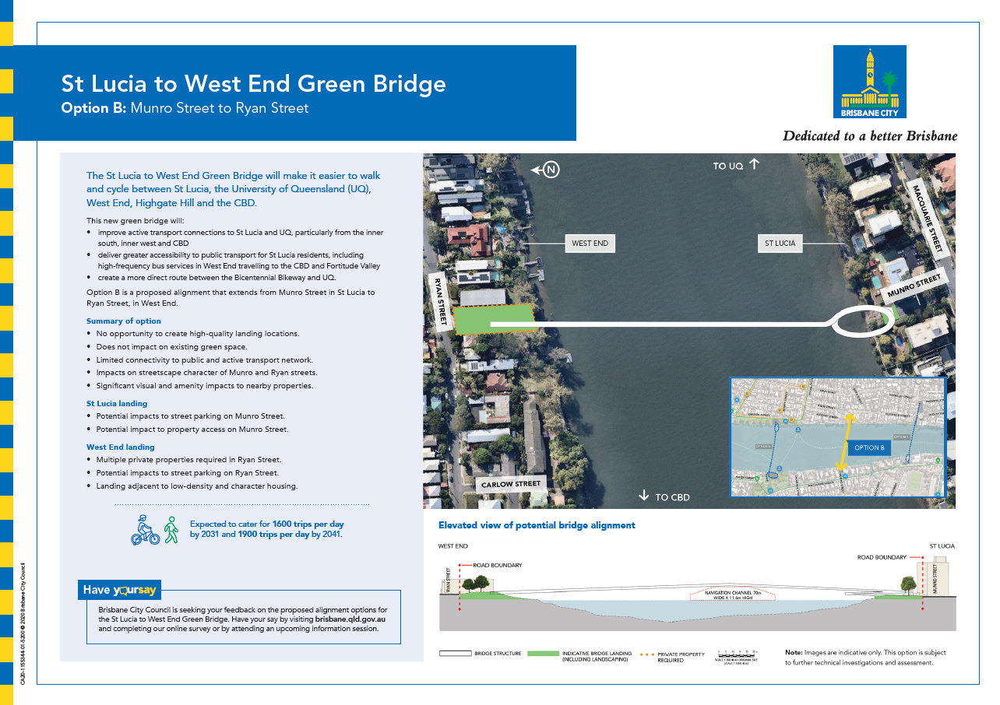 St Lucia to West End Green Bridge
Option B: Munro Street to Ryan Street
BRISBANE CITY
Dedicated to a better Brisbane
The St Lucia to West End Green Bridge will make it easier to walk
and cycle between St Lucia, the University of Queensland (UQ),
West End, Highgate Hill and the CBD.
This new green bridge will:
• improve active transport connections to St Lucia and UQ, particularly from the inner
south, inner west and CBD
• deliver greater accessibility to public transport for St Lucia residents, including
high-frequency bus services in West End travelling to the CBD and Fortitude Valley
• create a more direct route between the Bicentennial Bikeway and UQ.
Option B is a proposed alignment that extends from Munro Street in St Lucia to
Ryan Street, in West End.
Summary of option
• No opportunity to create high-quality landing locations.
• Does not impact on existing green space.
• Limited connectivity to public and active transport network.
• Impacts on streetscape character of Munro and Ryan streets.
• Significant visual and amenity impacts to nearby properties.
St Lucia landing
• Potential impacts to street parking on Munro Street.
• Potential impact to property access on Munro Street.
West End landing
• Multiple private properties required in Ryan Street.
• Potential impacts to street parking on Ryan Street.
• Landing adjacent to low-density and character housing.
Expected to cater for 1600 trips per day
by 2031 and 1900 trips per day by 2041.
Have yoursay
Brisbane City Council is seeking your feedback on the proposed alignment options for
the St Lucia to West End Green Bridge. Have your say by visiting brisbane.qld.gov.au
and completing our online survey or by attending an upcoming information session.
CA20-1155344-01-5200 © 2020 Brisbane City Council
N
TO UQ
MACQUARIE STREET
WEST END
ST LUCIA
RYAN STREET
MUNRO STREET
OPTION B
CARLOW STREET
TO CBD
Elevated view of potential bridge alignment
WEST END
ST LUCIA
ROAD BOUNDARY
ROAD BOUNDARY
RYAN STREET
MUNRO STREET
NAVIGATION CHANNEL 70m
WIDE X 11.4m HIGH
BRIDGE STRUCTURE
INDICATIVE BRIDGE LANDING
(INCLUDING LANDSCAPING)
PRIVATE PROPERTY
REQUIRED
Note: Images are indicative only. This option is subject
to further technical investigations and assessment.